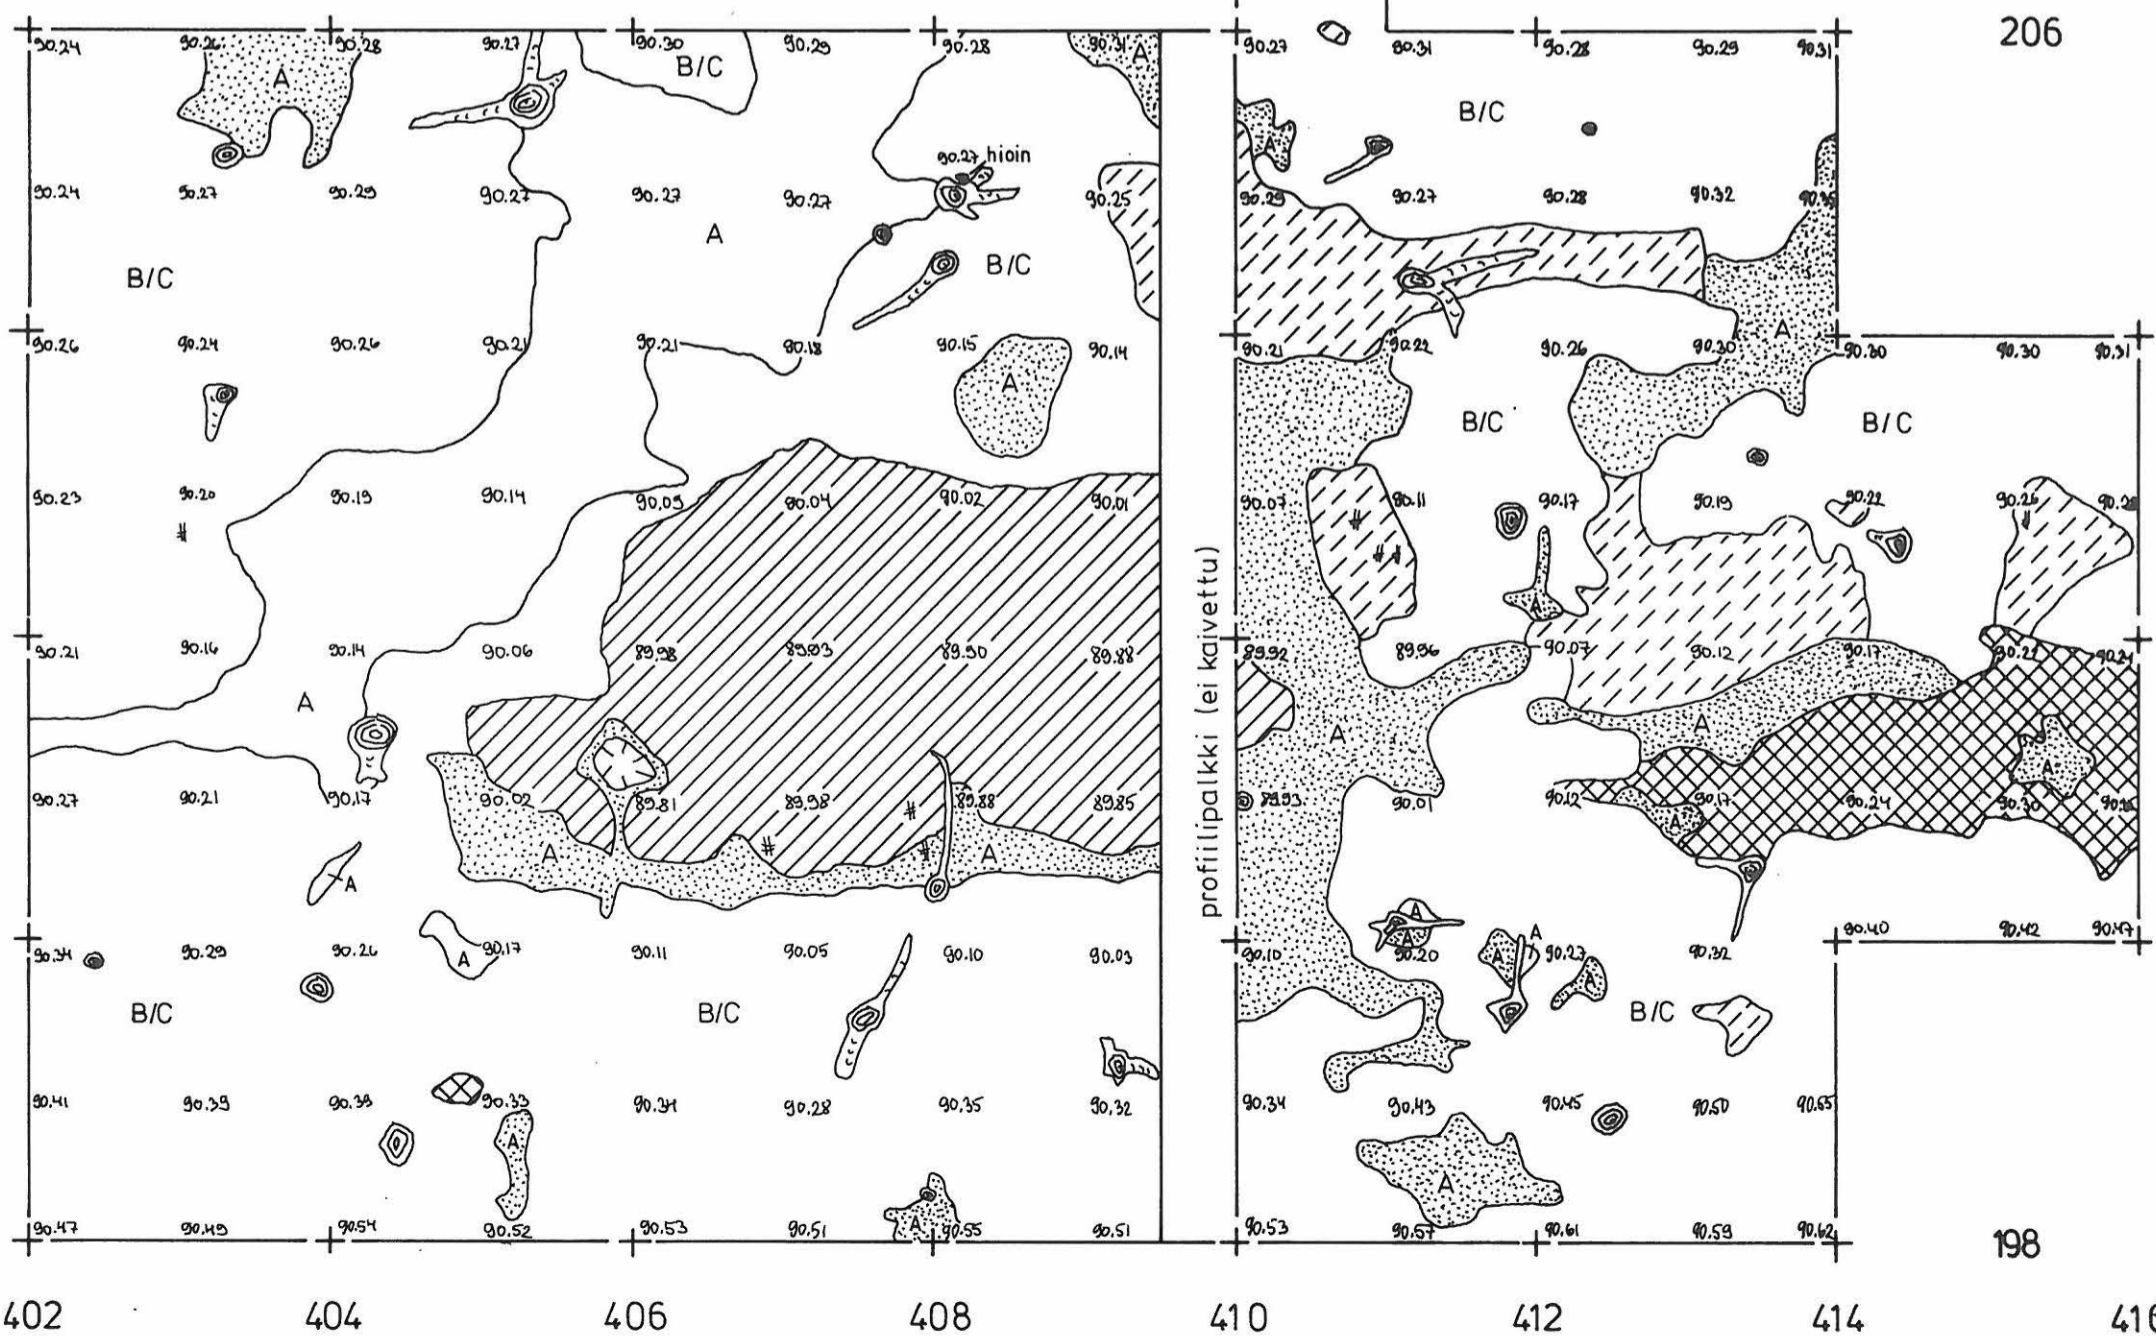 206
90.24 90.26 90.28 90.27 90.30 90.29 90.28 90.31 A 90.27 90.31 90.28 90.29 90.31
A B/C
B/C
A
90.27 hioin
90.24 90.27 90.29 90.27 90.27 90.27 90.25 90.29 90.27 90.28 90.32
A
B/C B/C
A
90.26 90.24 90.26 90.21 90.21 90.18 90.15 90.14 90.21 90.22 90.26 90.30 90.30 90.30 90.31
A
B/C B/C
90.23 90.20 90.19 90.14 90.09 90.04 90.02 90.01 90.07 90.11 90.17 90.19 90.22 90.26
profiilipalkki (ei kaivettu)
A
90.21 90.16 90.14 90.06 89.98 89.93 89.90 89.88 89.92 89.96 90.07 90.12 90.17 90.22
A A A
A
90.27 90.21 90.17 90.02 89.81 89.98 89.88 89.85 89.93 90.01 90.12 90.17 90.24 90.30
A
A A
A
A
A A
90.34 90.29 90.26 90.17 90.11 90.05 90.10 90.03 90.10 90.20 90.27 90.32 90.40 90.42 90.47
A A A
B/C B/C B/C
90.41 90.39 90.39 90.33 90.34 90.28 90.35 90.32 90.34 90.43 90.45 90.50 90.55
A
A
A
90.47 90.49 90.54 90.52 90.53 90.51 90.55 90.51 90.53 90.57 90.61 90.59 90.62
198
402 404 406 408 410 412 414 416